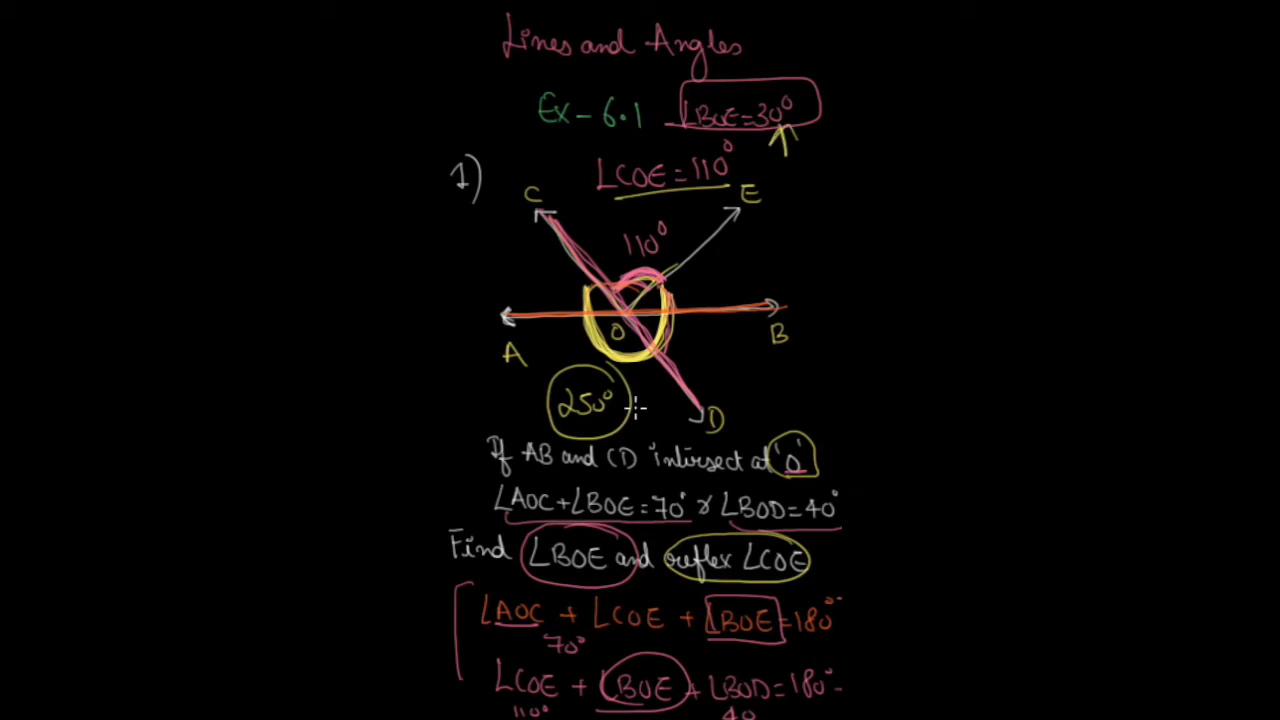 Lines and Angles
Ex - 6.1 ∠BOE=30°
1) ∠COE = 110°
C E
110°
O
A B
250°
D
If AB and CD intersect at 'O'
∠AOC+∠BOE=70° & ∠BOD=40°
Find ∠BOE and reflex ∠COE
∠AOC + ∠COE + ∠BOE=180°
70°
∠COE + ∠BOE + ∠BOD=180°
110° 40